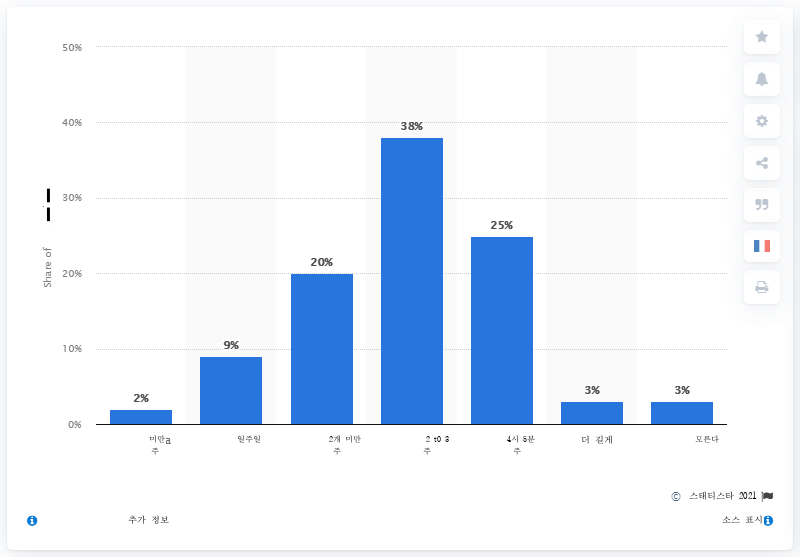 50%
40%
38%
30%
25%
20%
20%
Share of
10%
9%
3%
3%
2%
0%
미만a 주
일주일
2개 미만 주
2 to 3 주
4시 5분 주
더 길게
모른다
© 스태티스타 2021
추가 정보
소스 표시